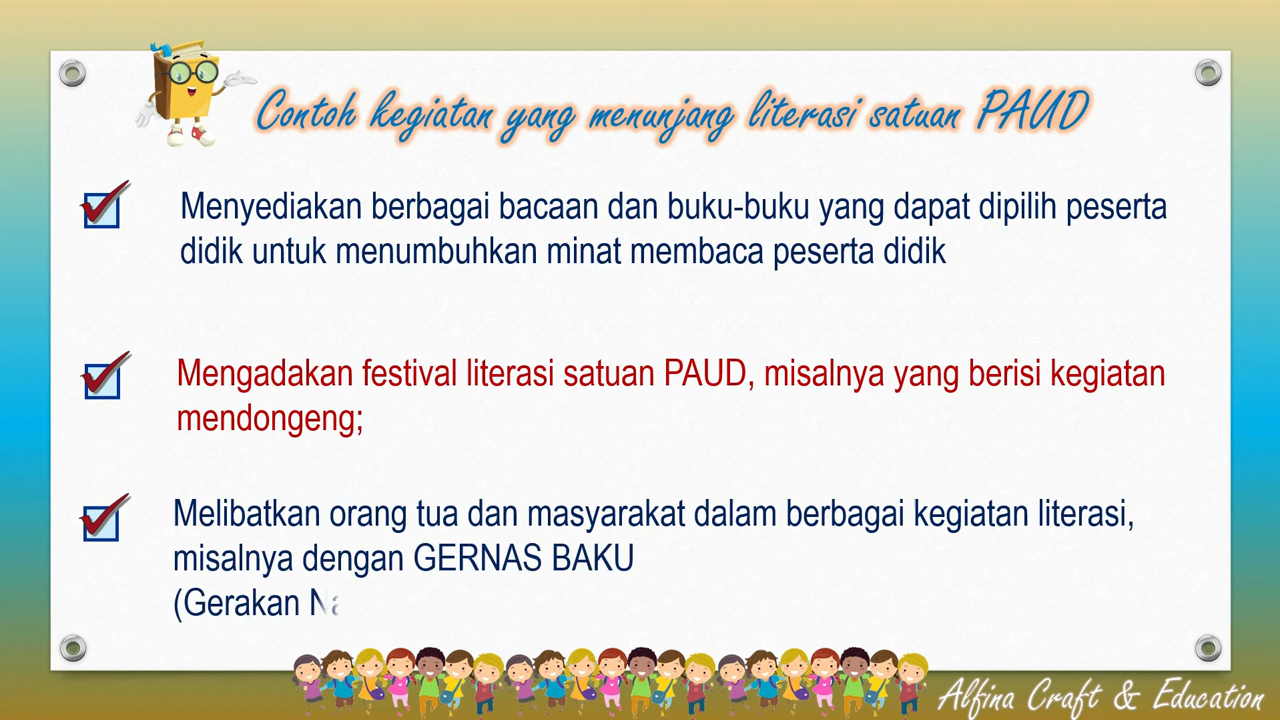 Contoh kegiatan yang menunjang literasi satuan PAUD
Menyediakan berbagai bacaan dan buku-buku yang dapat dipilih peserta
didik untuk menumbuhkan minat membaca peserta didik
Mengadakan festival literasi satuan PAUD, misalnya yang berisi kegiatan
mendongeng;
Melibatkan orang tua dan masyarakat dalam berbagai kegiatan literasi,
misalnya dengan GERNAS BAKU
(Gerakan Na
Alfina Craft & Education